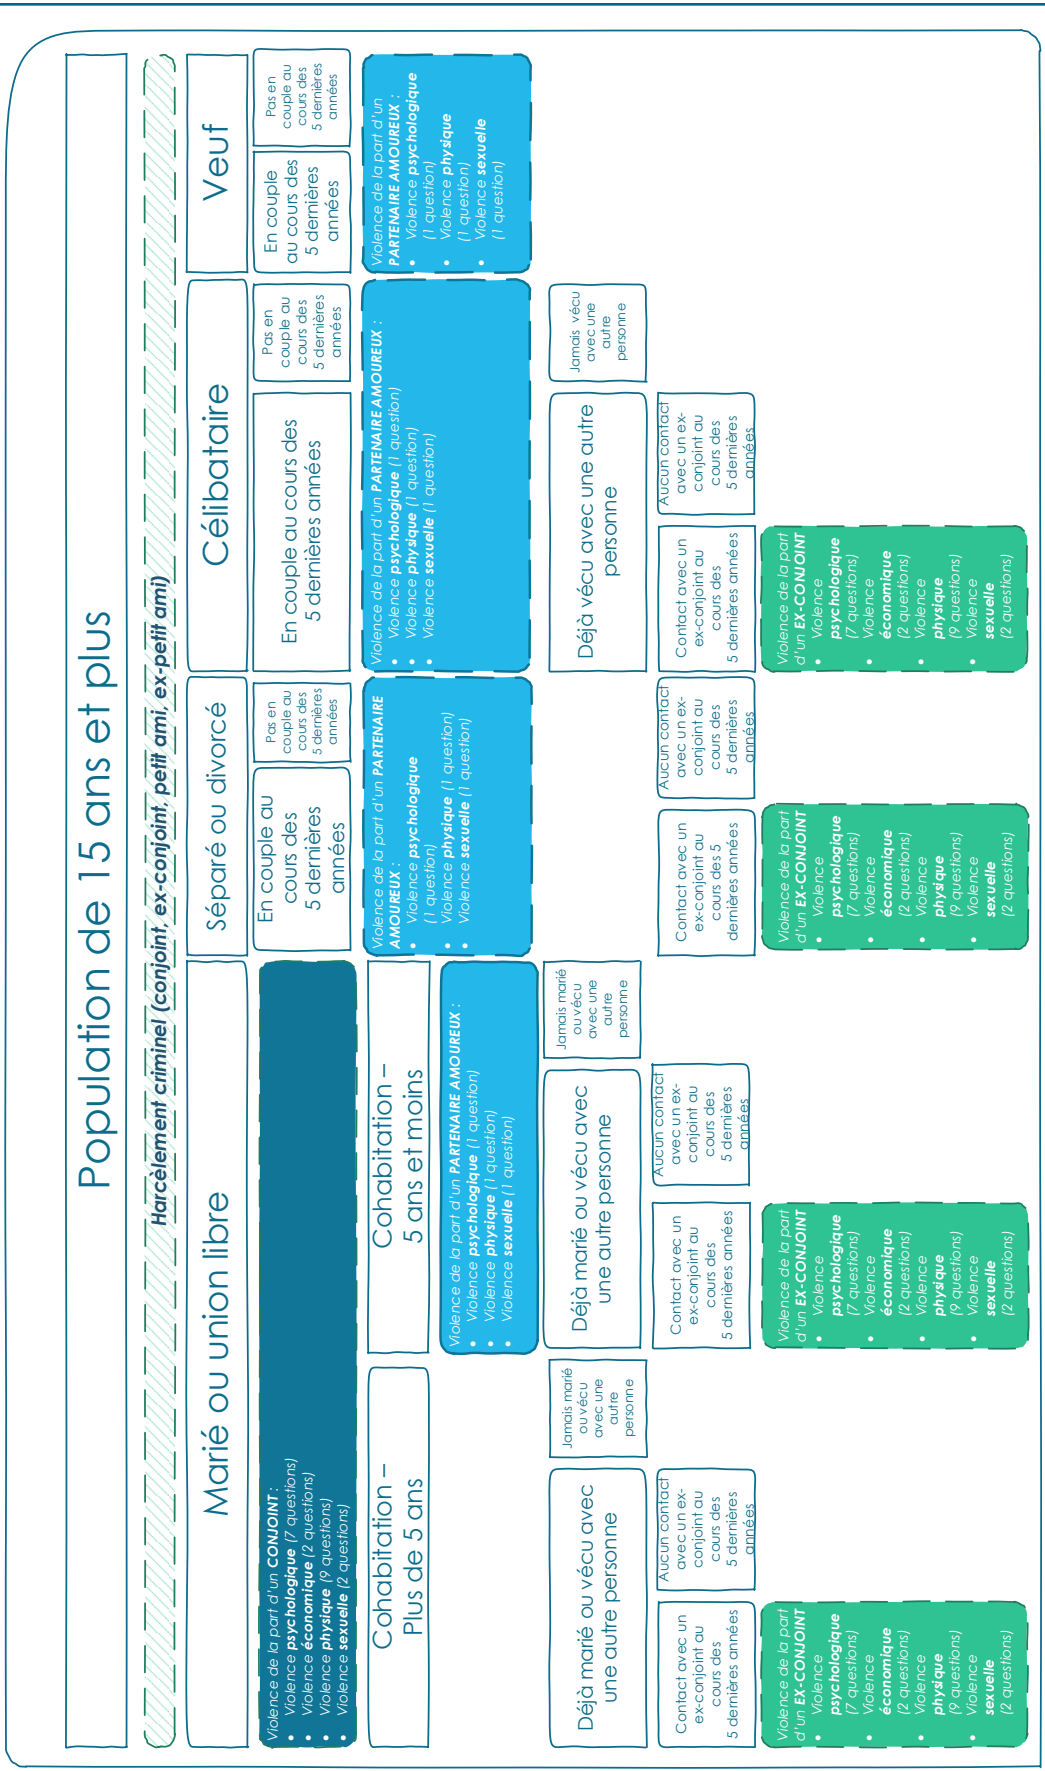 Population de 15 ans et plus
Harcèlement criminel (conjoint, ex-conjoint, petit ami, ex-petit ami)
Marié ou union libre
Séparé ou divorcé
Célibataire
Veuf
Violence de la part d'un CONJOINT :
• Violence psychologique (7 questions)
• Violence économique (2 questions)
• Violence physique (9 questions)
• Violence sexuelle (2 questions)
En couple au
cours des
5 dernières
années
Pas en
couple au
cours des
5 dernières
années
En couple au cours des
5 dernières années
Pas en
couple au
cours des
5 dernières
années
En couple
au cours des
5 dernières
années
Pas en
couple au
cours des
5 dernières
années
Cohabitation –
Plus de 5 ans
Cohabitation –
5 ans et moins
Violence de la part d'un PARTENAIRE
AMOUREUX :
• Violence psychologique
(1 question)
• Violence physique (1 question)
• Violence sexuelle (1 question)
Violence de la part d'un PARTENAIRE AMOUREUX :
• Violence psychologique (1 question)
• Violence physique (1 question)
• Violence sexuelle (1 question)
Violence de la part d'un
PARTENAIRE AMOUREUX :
• Violence psychologique
(1 question)
• Violence physique
(1 question)
• Violence sexuelle
(1 question)
Violence de la part d'un PARTENAIRE AMOUREUX :
• Violence psychologique (1 question)
• Violence physique (1 question)
• Violence sexuelle (1 question)
Déjà marié ou vécu avec
une autre personne
Jamais marié
ou vécu
avec une
autre
personne
Déjà marié ou vécu avec
une autre personne
Jamais marié
ou vécu
avec une
autre
personne
Déjà vécu avec une autre
personne
Jamais vécu
avec une
autre
personne
Contact avec un
ex-conjoint au
cours des
5 dernières années
Aucun contact
avec un ex-
conjoint au
cours des
5 dernières
années
Contact avec un
ex-conjoint au
cours des
5 dernières années
Aucun contact
avec un ex-
conjoint au
cours des
5 dernières
années
Contact avec un
ex-conjoint au
cours des 5
dernières années
Aucun contact
avec un ex-
conjoint au
cours des
5 dernières
années
Contact avec un
ex-conjoint au
cours des
5 dernières années
Aucun contact
avec un ex-
conjoint au
cours des
5 dernières
années
Violence de la part
d'un EX-CONJOINT
• Violence
psychologique
(7 questions)
• Violence
économique
(2 questions)
• Violence
physique
(9 questions)
• Violence
sexuelle
(2 questions)
Violence de la part
d'un EX-CONJOINT
• Violence
psychologique
(7 questions)
• Violence
économique
(2 questions)
• Violence
physique
(9 questions)
• Violence
sexuelle
(2 questions)
Violence de la part
d'un EX-CONJOINT
• Violence
psychologique
(7 questions)
• Violence
économique
(2 questions)
• Violence
physique
(9 questions)
• Violence
sexuelle
(2 questions)
Violence de la part
d'un EX-CONJOINT
• Violence
psychologique
(7 questions)
• Violence
économique
(2 questions)
• Violence
physique
(9 questions)
• Violence
sexuelle
(2 questions)